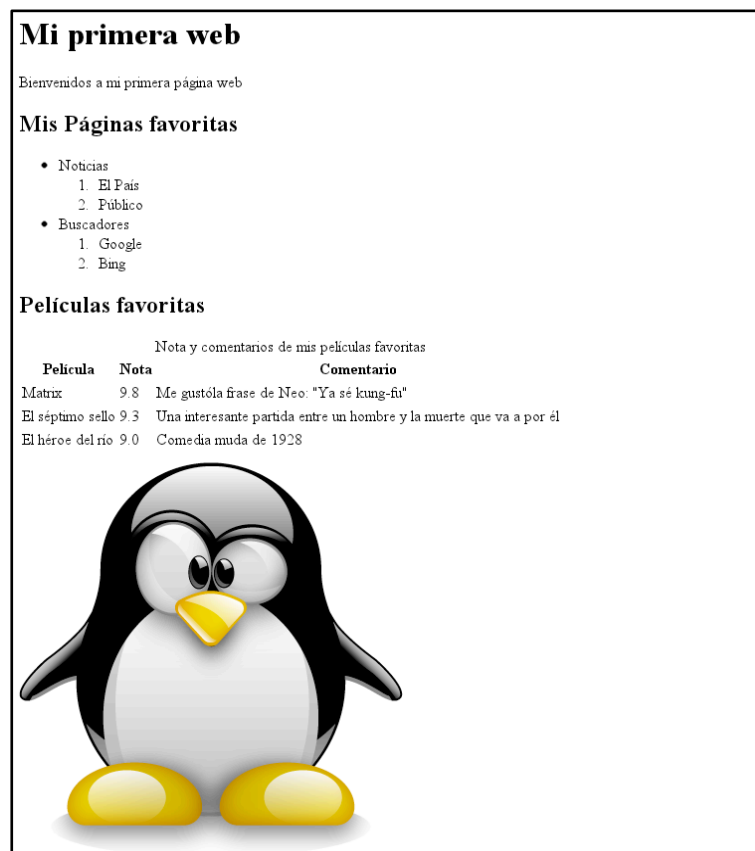 Mi primera web
Bienvenidos a mi primera página web
Mis Páginas favoritas
• Noticias
1. El País
2. Público
• Buscadores
1. Google
2. Bing
Películas favoritas
Nota y comentarios de mis películas favoritas
Película Nota Comentario
Matrix 9.8 Me gustóla frase de Neo: "Ya sé kung-fu"
El séptimo sello 9.3 Una interesante partida entre un hombre y la muerte que va a por él
El héroe del río 9.0 Comedia muda de 1928